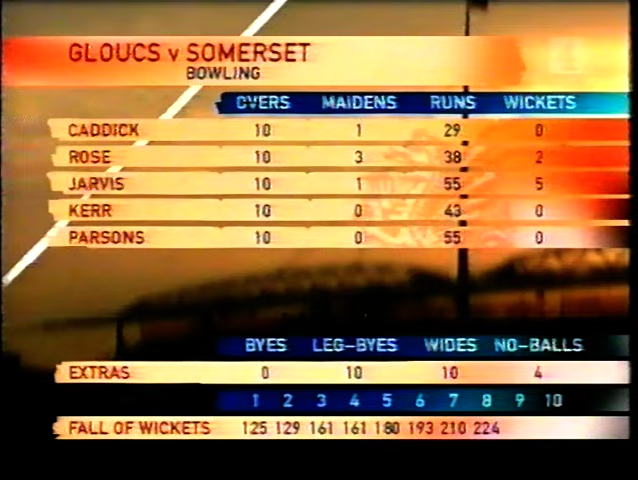 GLOUCS v SOMERSET
BOWLING
OVERS MAIDENS RUNS WICKETS
CADDICK 10 1 29 0
ROSE 10 3 38 2
JARVIS 10 1 55 5
KERR 10 0 43 0
PARSONS 10 0 55 0
BYES LEG-BYES WIDES NO-BALLS
EXTRAS 0 10 10 4
1 2 3 4 5 6 7 8 9 10
FALL OF WICKETS 125 129 161 161 180 193 210 224